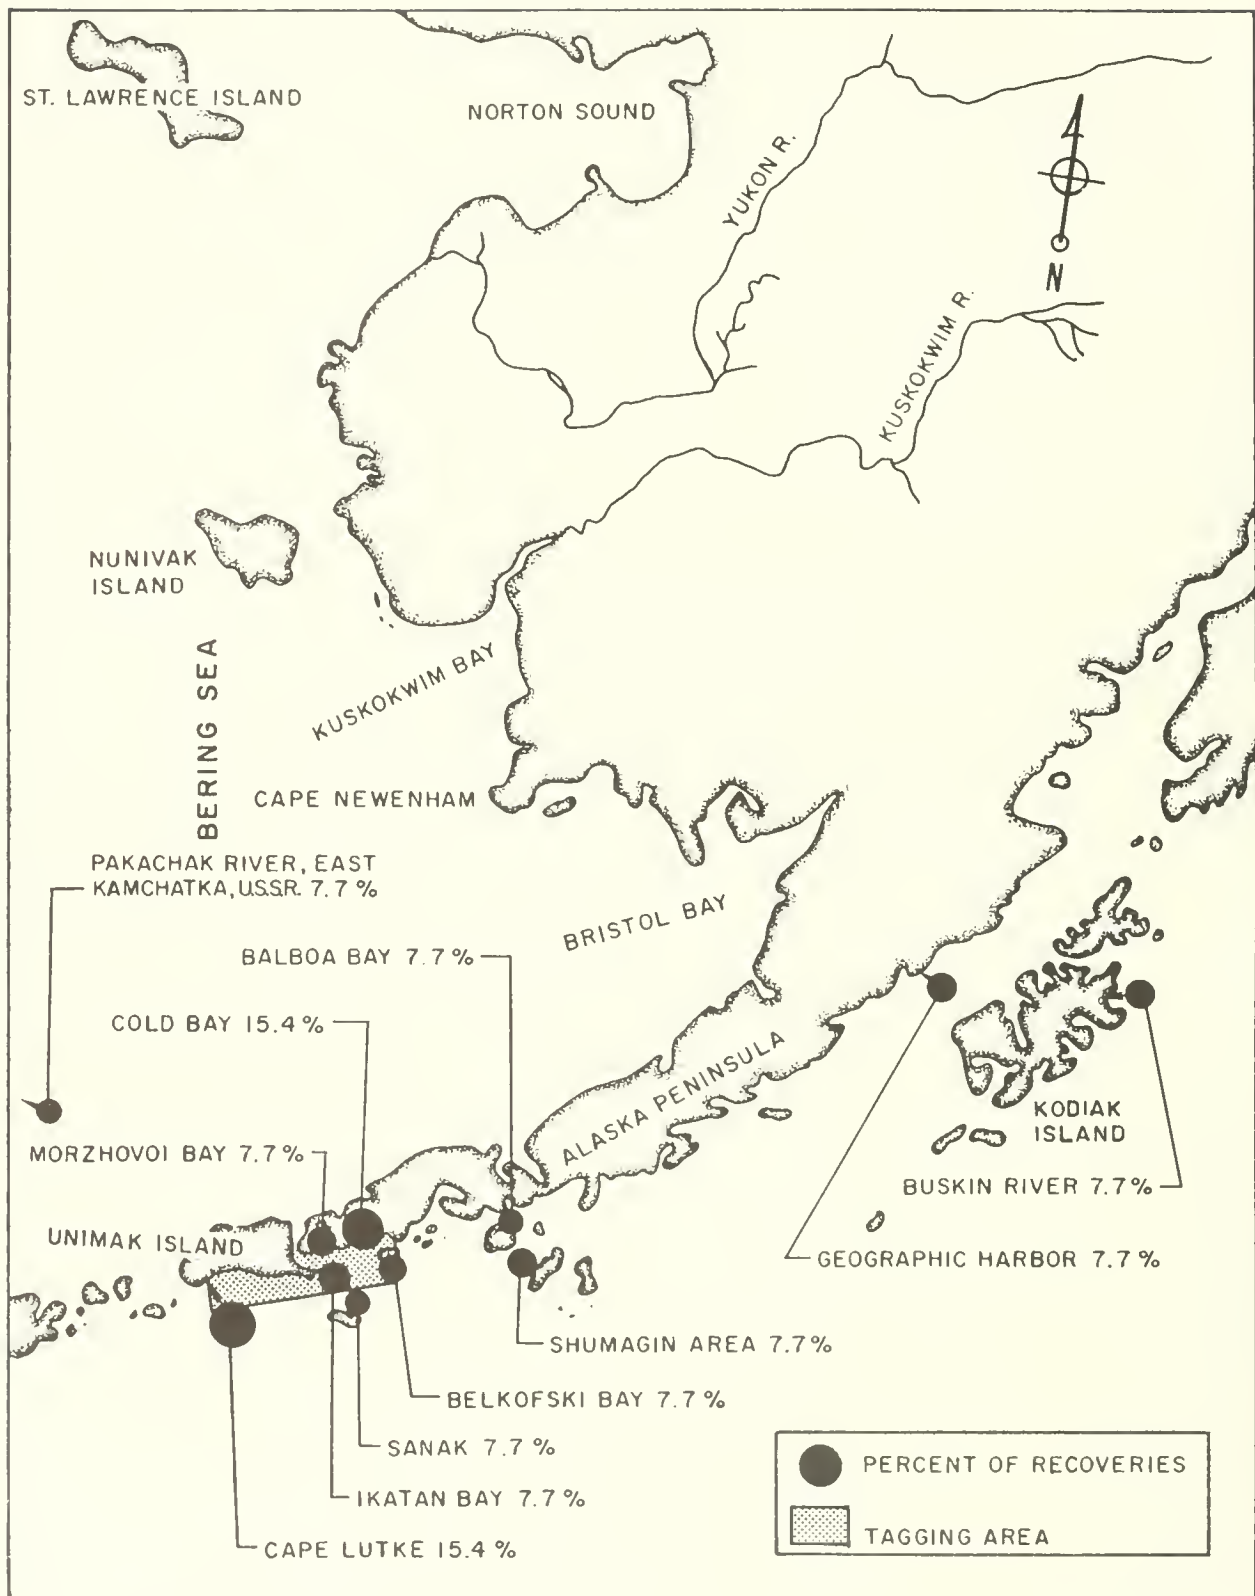 ST. LAWRENCE ISLAND
NORTON SOUND
YUKON R.
N
KUSKOKWIM R.
NUNIVAK
ISLAND
KUSKOKWIM BAY
BERING SEA
CAPE NEWENHAM
PAKACHAK RIVER, EAST
KAMCHATKA, U.S.S.R. 7.7 %
BRISTOL BAY
BALBOA BAY 7.7 %
COLD BAY 15.4 %
ALASKA PENINSULA
KODIAK
ISLAND
MORZHOVOI BAY 7.7 %
BUSKIN RIVER 7.7 %
UNIMAK ISLAND
GEOGRAPHIC HARBOR 7.7 %
SHUMAGIN AREA 7.7 %
BELKOFSKI BAY 7.7 %
SANAK 7.7 %
IKATAN BAY 7.7 %
CAPE LUTKE 15.4 %
PERCENT OF RECOVERIES
TAGGING AREA